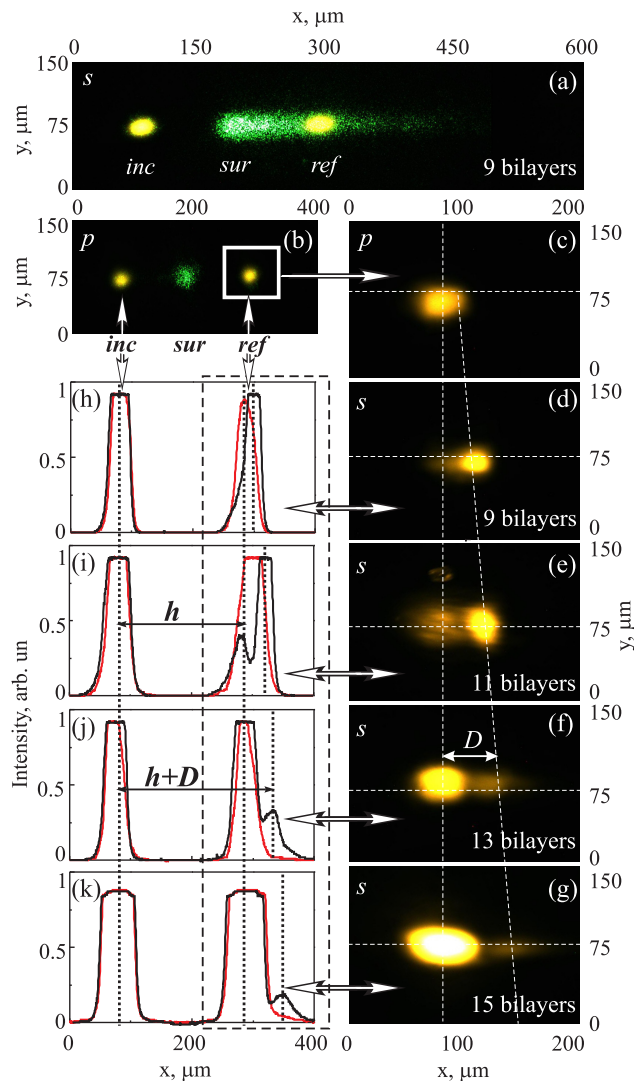 x, μm
0 150 300 450 600
150
75
0
y, μm
s
(a)
inc
sur
ref
9 bilayers
0 200 400
0 100 200
150
75
0
y, μm
p
(b)
inc sur ref
p
(c)
150
75
0
(h)
1
0.5
0
s
(d)
9 bilayers
150
75
0
(i)
1
0.5
0
h
s
(e)
11 bilayers
150
75
0
y, μm
Intensity, arb. un
(j)
1
0.5
0
h+D
s
(f)
D
13 bilayers
150
75
0
(k)
1
0.5
0
s
(g)
15 bilayers
150
75
0
0 200 400
0 100 200
x, μm
x, μm